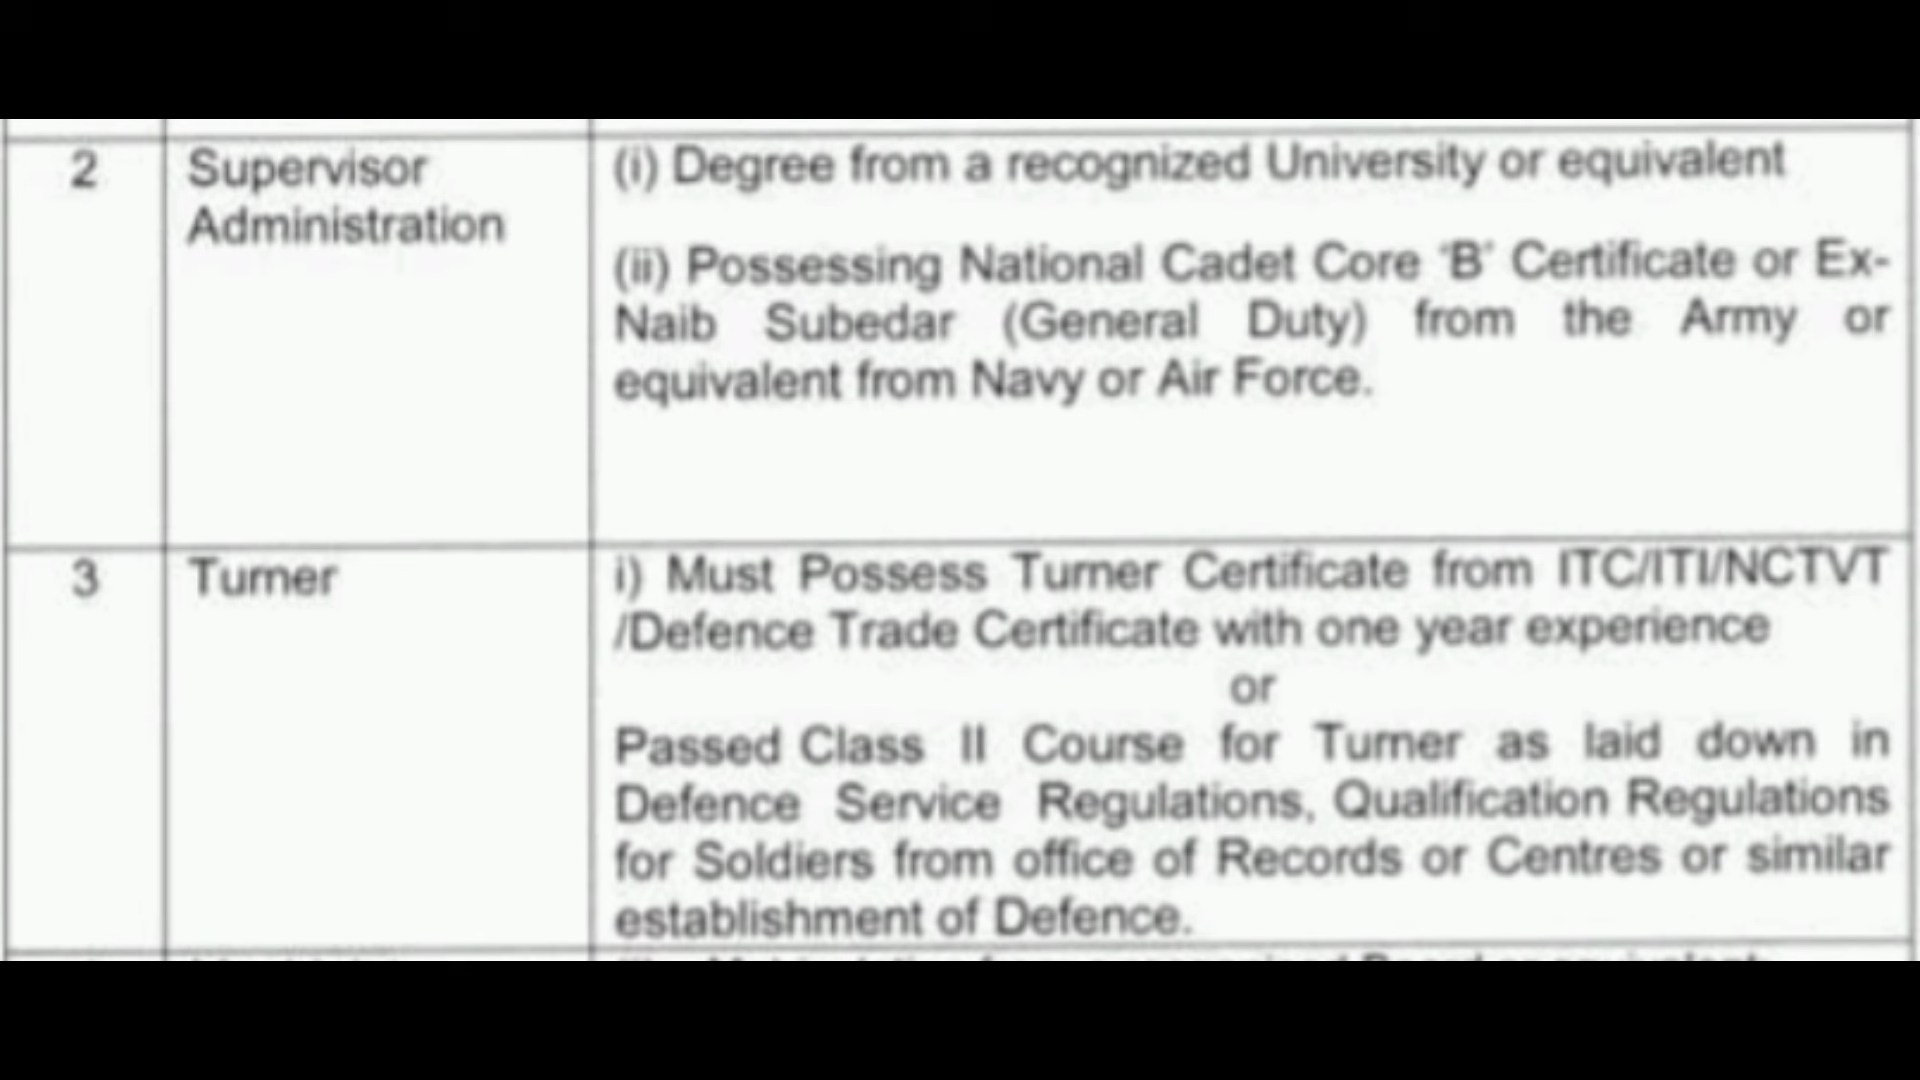 2
Supervisor
Administration
(i) Degree from a recognized University or equivalent
(ii) Possessing National Cadet Core 'B' Certificate or Ex-
Naib Subedar (General Duty) from the Army or
equivalent from Navy or Air Force.
3
Turner
i) Must Possess Turner Certificate from ITC/ITI/NCTVT
/Defence Trade Certificate with one year experience
or
Passed Class II Course for Turner as laid down in
Defence Service Regulations, Qualification Regulations
for Soldiers from office of Records or Centres or similar
establishment of Defence.